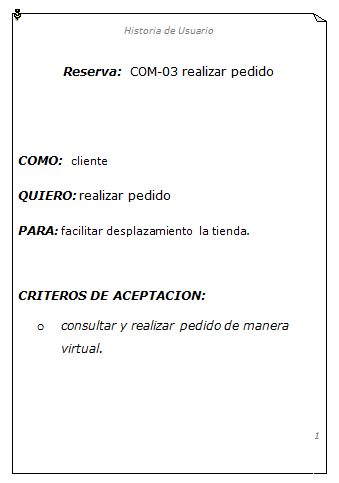 Historia de Usuario
Reserva: COM-03 realizar pedido
COMO: cliente
QUIERO: realizar pedido
PARA: facilitar desplazamiento la tienda.
CRITEROS DE ACEPTACION:
o consultar y realizar pedido de manera
virtual.
1